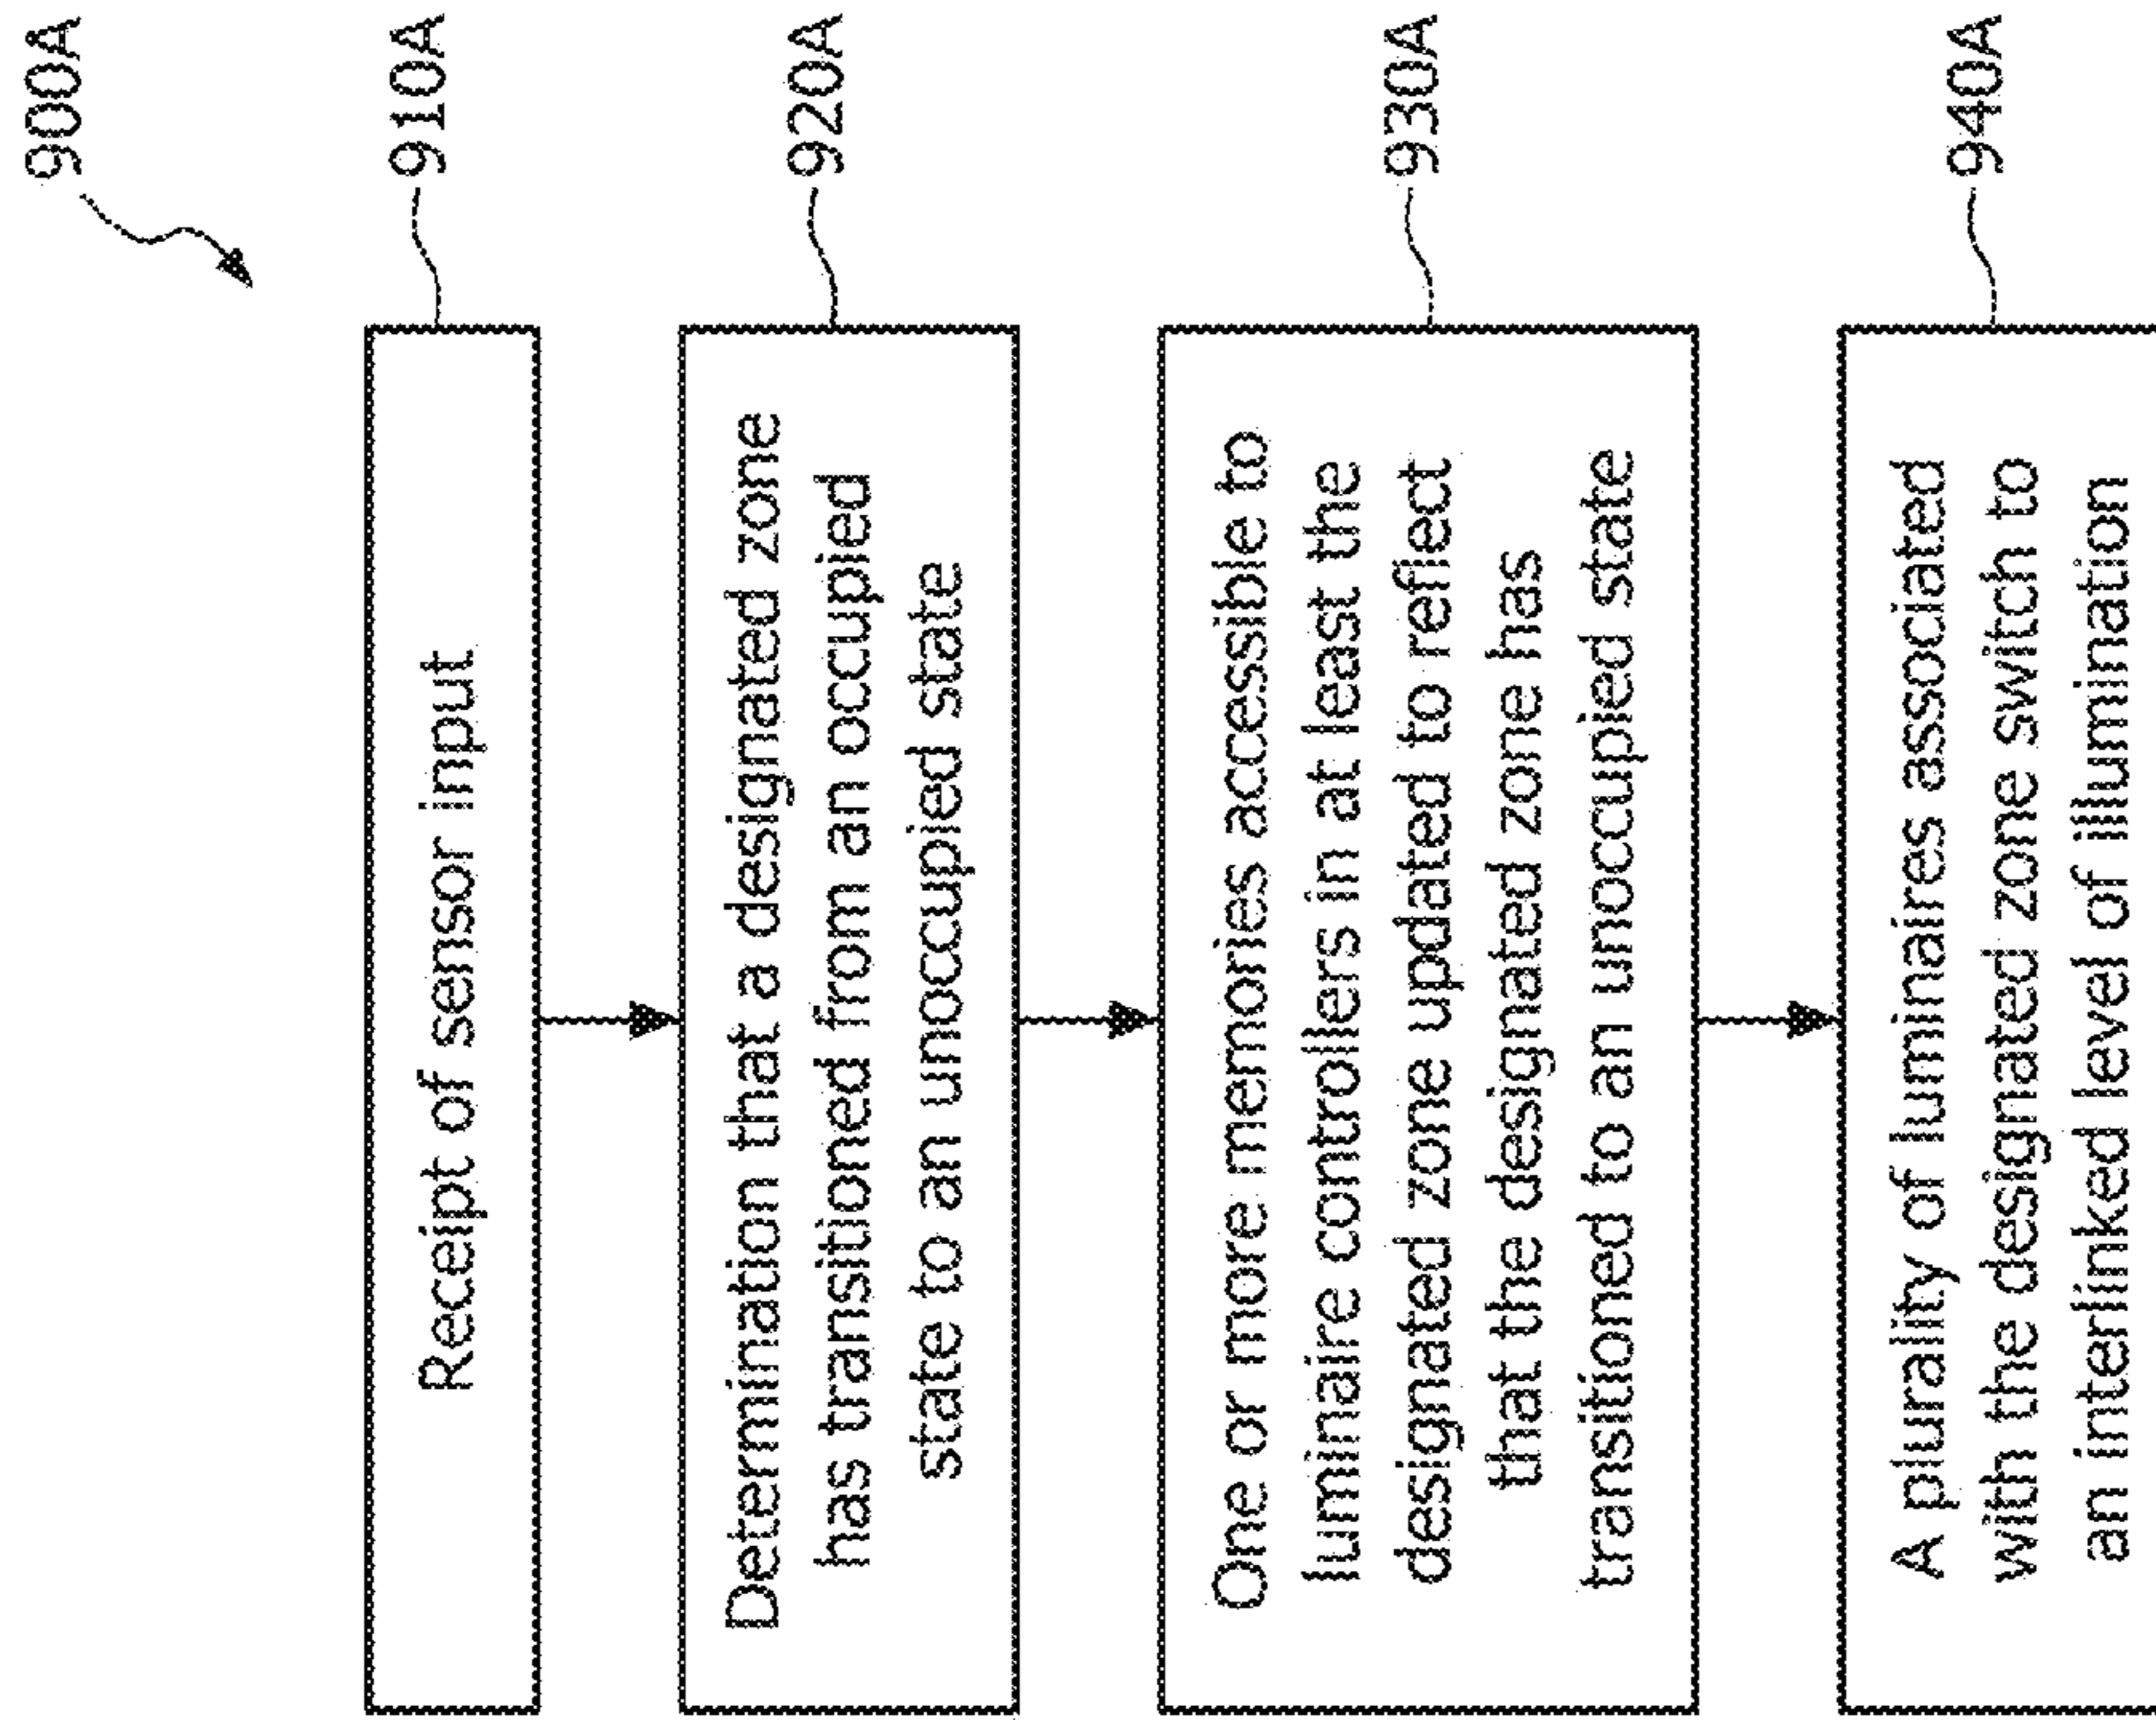 900A
910A
Receipt of sensor input
920A
Determination that a designated zone
has transitioned from an occupied
state to an unoccupied state
930A
One or more memories accessible to
luminaire controllers in at least the
designated zone updated to reflect
that the designated zone has
transitioned to an unoccupied state
940A
A plurality of luminaires associated
with the designated zone switch to
an interlinked level of illumination